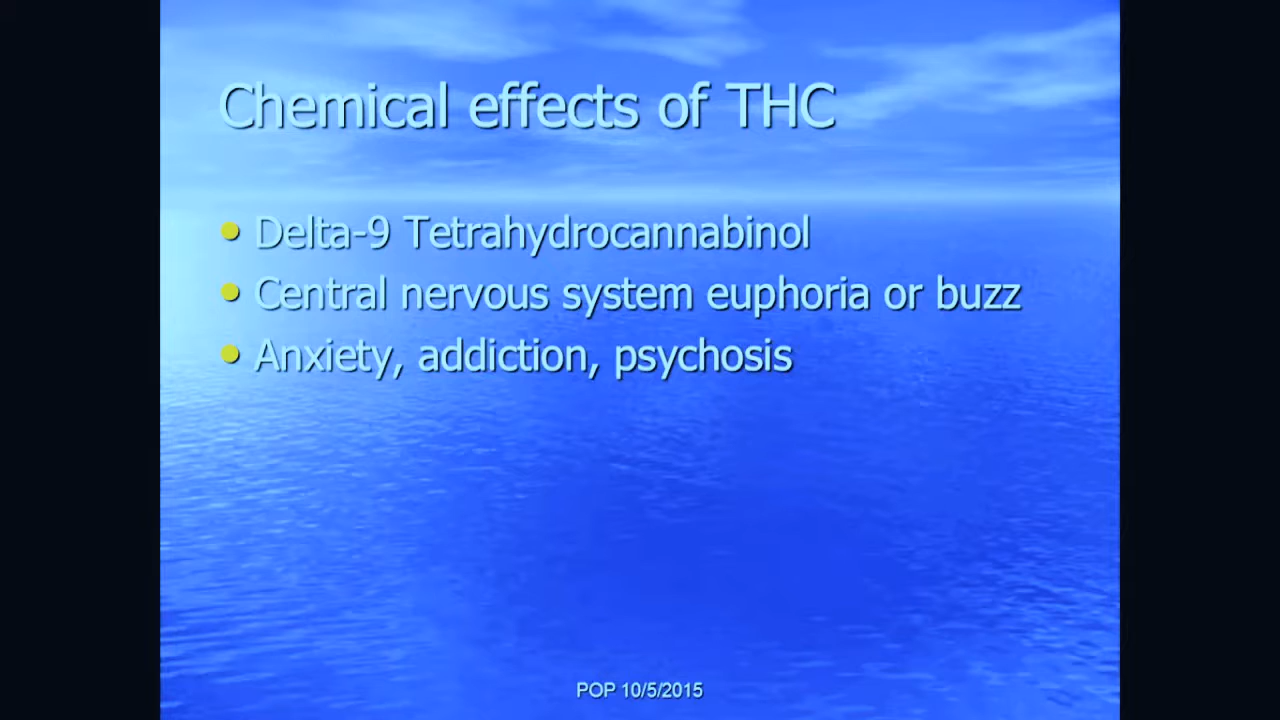 Chemical effects of THC
Delta-9 Tetrahydrocannabinol
Central nervous system euphoria or buzz
Anxiety, addiction, psychosis
POP 10/5/2015